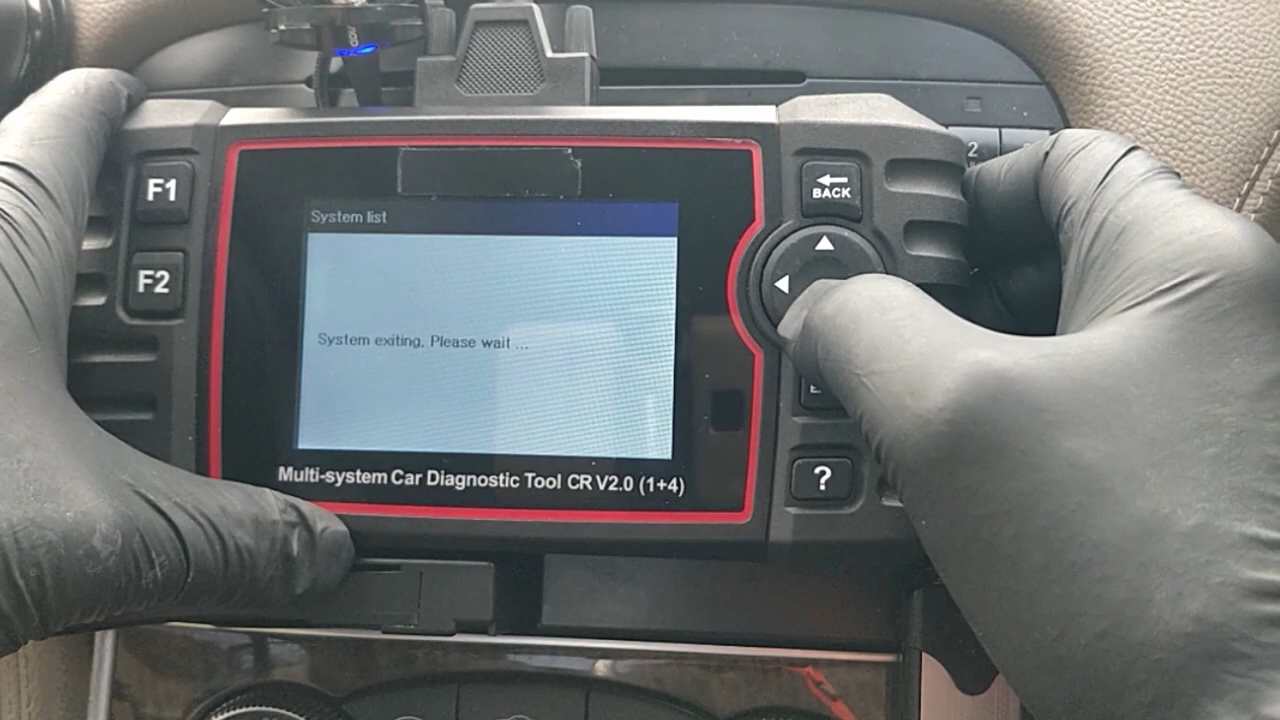 F1
F2
System list
System exiting. Please wait ...
Multi-system Car Diagnostic Tool CR V2.0 (1+4)
BACK
?
2